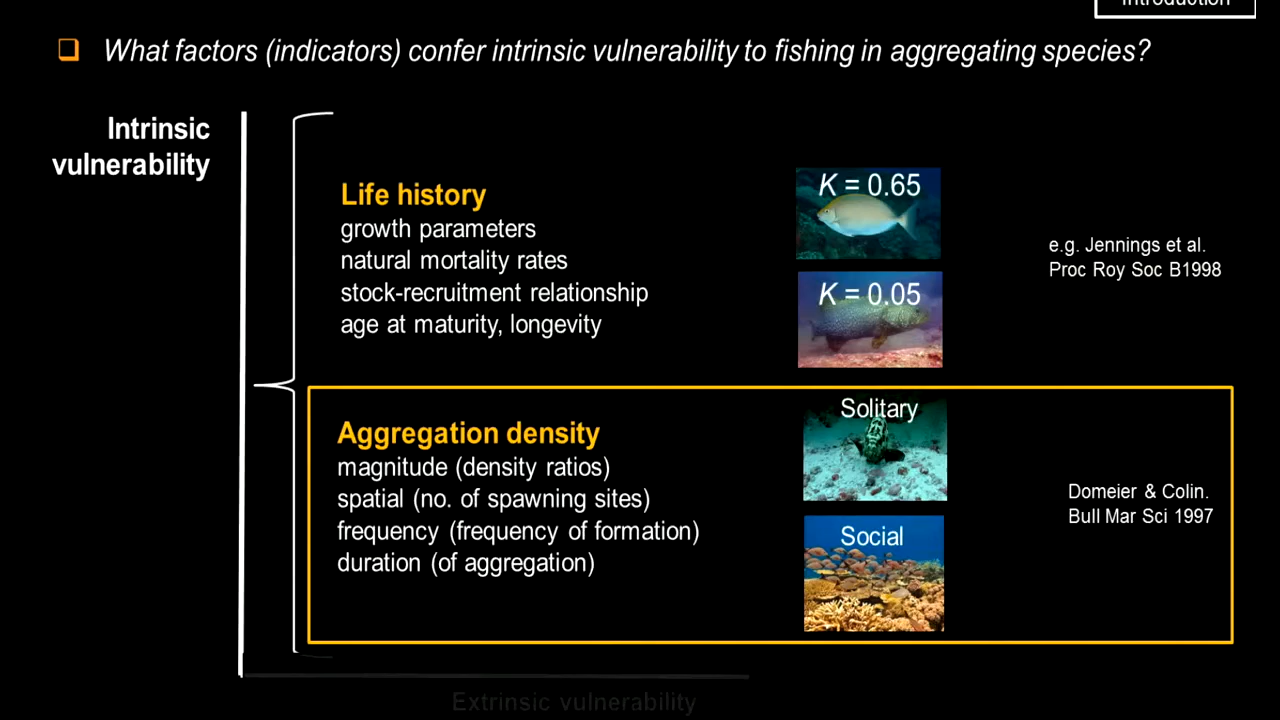 Introduction
What factors (indicators) confer intrinsic vulnerability to fishing in aggregating species?
Intrinsic
vulnerability
Life history
growth parameters
natural mortality rates
stock-recruitment relationship
age at maturity, longevity
K = 0.65
K = 0.05
e.g. Jennings et al.
Proc Roy Soc B1998
Aggregation density
magnitude (density ratios)
spatial (no. of spawning sites)
frequency (frequency of formation)
duration (of aggregation)
Solitary
Social
Domeier & Colin.
Bull Mar Sci 1997
Extrinsic vulnerability